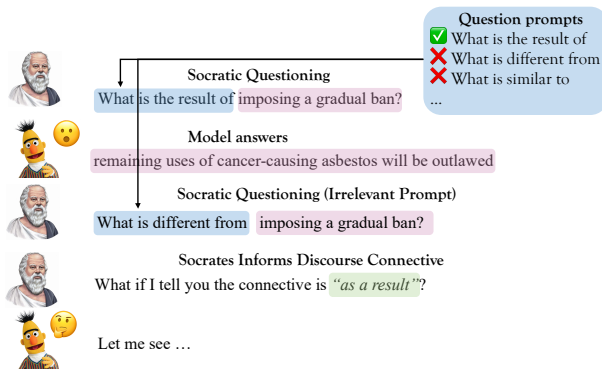 Question prompts
What is the result of
What is different from
What is similar to
...
Socratic Questioning
What is the result of imposing a gradual ban?
Model answers
remaining uses of cancer-causing asbestos will be outlawed
Socratic Questioning (Irrelevant Prompt)
What is different from imposing a gradual ban?
Socrates Informs Discourse Connective
What if I tell you the connective is “as a result”?
Let me see …